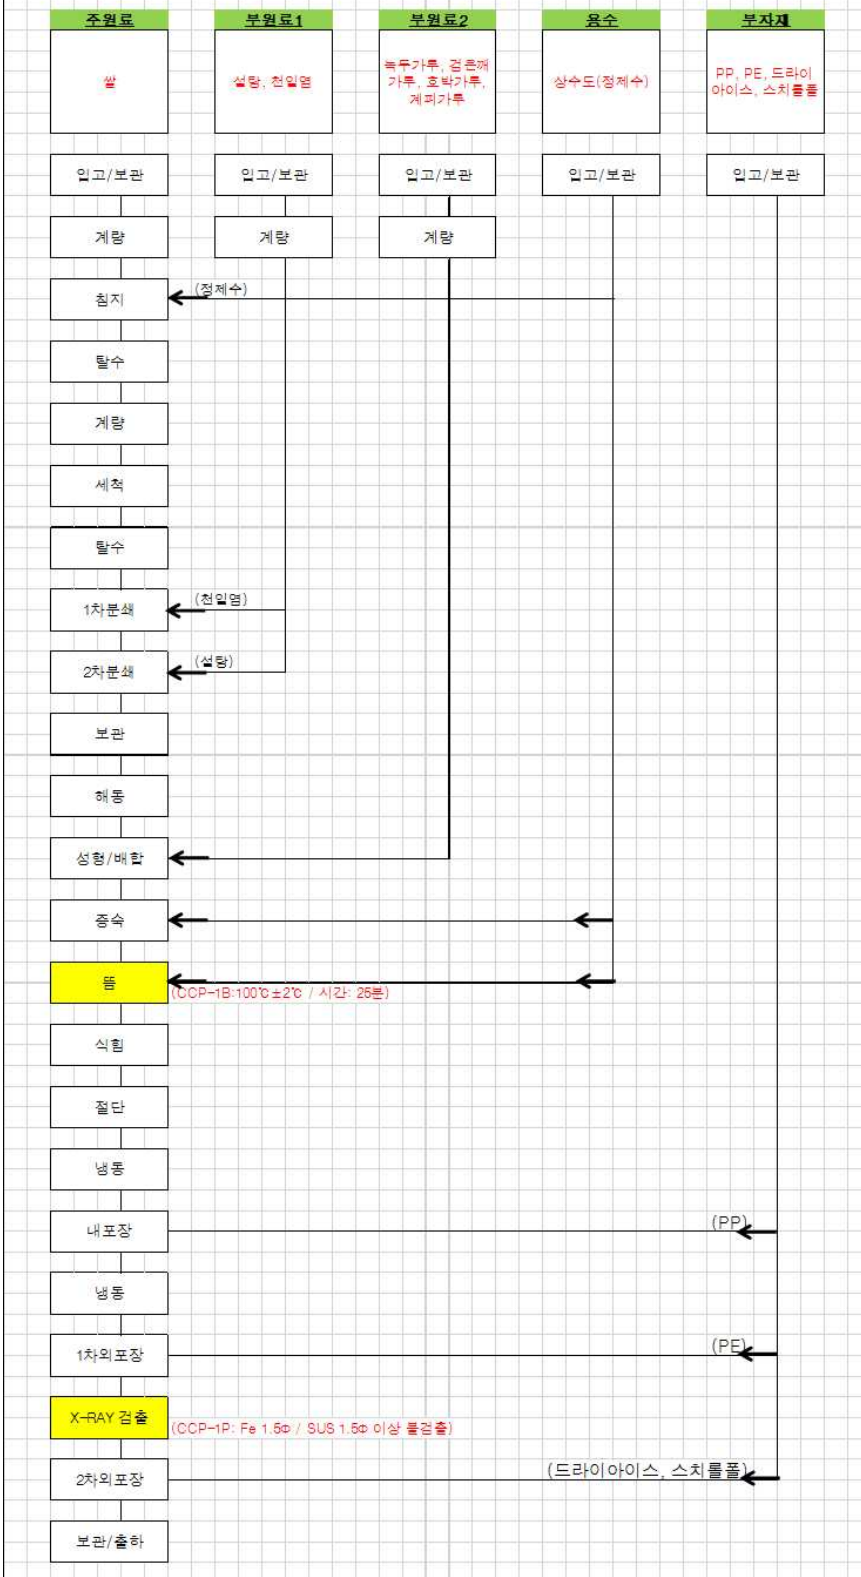 주원료 부원료1 부원료2 용수 부자재
쌀
설탕, 천일염
녹두가루, 검은깨
가루, 호박가루,
계피가루
상수도(정제수)
PP, PE, 드라이
아이스, 스치롤폴
입고/보관 입고/보관 입고/보관 입고/보관 입고/보관
계량 계량 계량
침지 (정제수)
탈수
계량
세척
탈수
1차분쇄 (천일염)
2차분쇄 (설탕)
보관
해동
성형/배합
증숙
뜸
(CCP-1B:100℃±2℃ / 시간: 25분)
식힘
절단
냉동
내포장 (PP)
냉동
1차외포장 (PE)
X-RAY 검출
(CCP-1P: Fe 1.5Φ / SUS 1.5Φ 이상 불검출)
2차외포장 (드라이아이스, 스치롤폴)
보관/출하